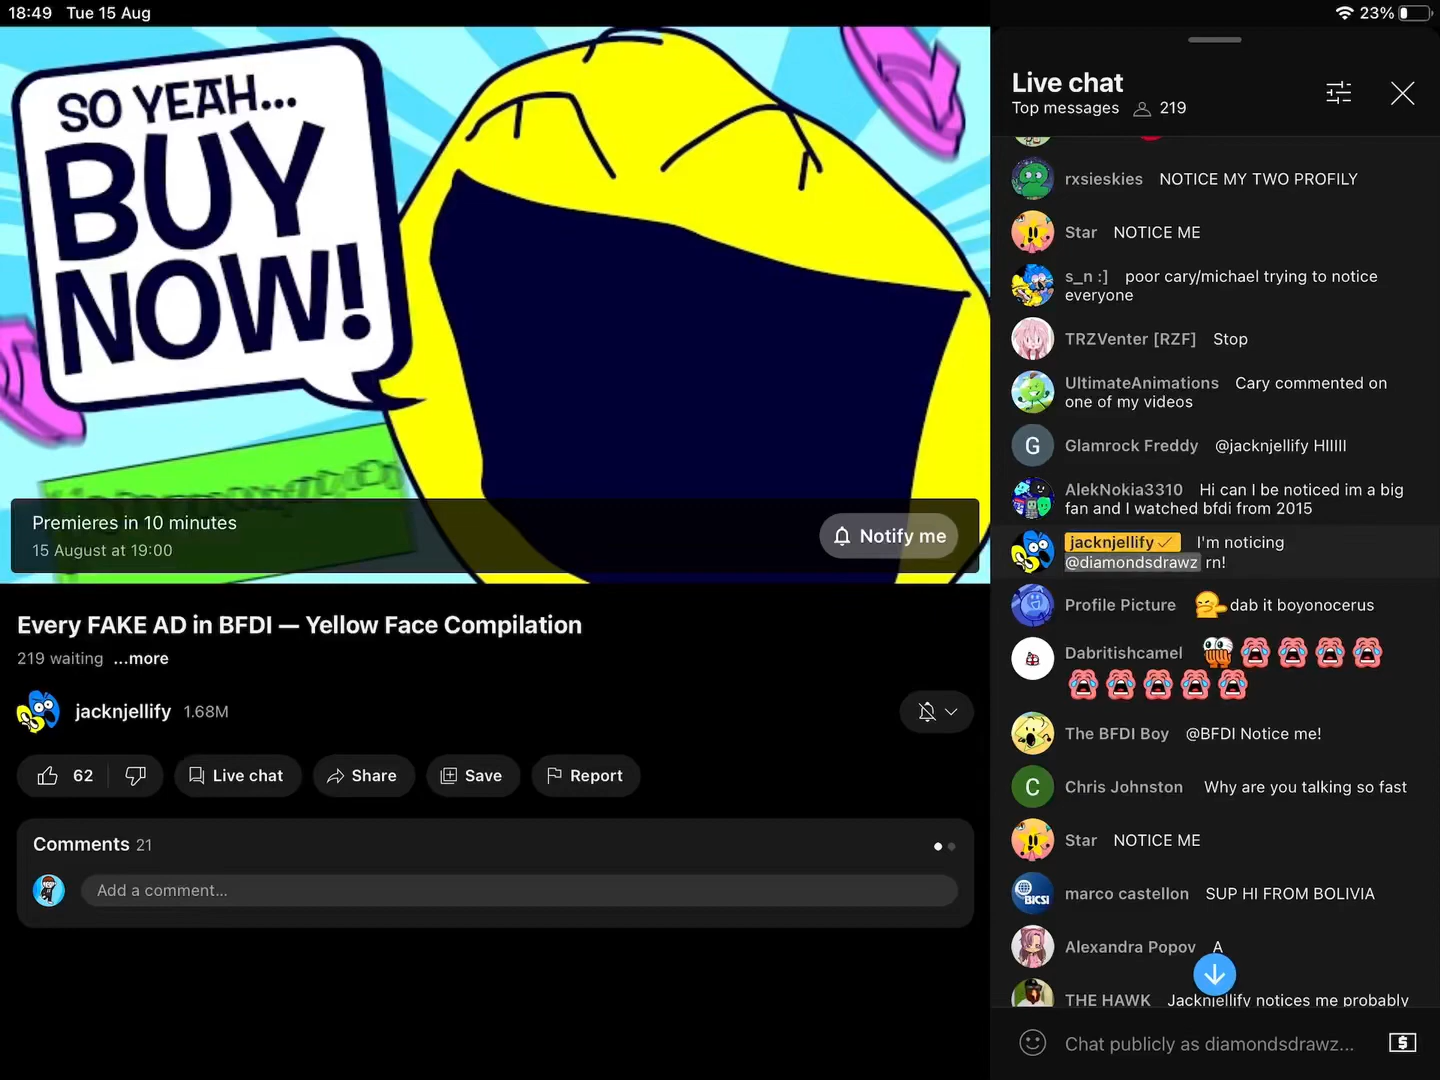 18:49 Tue 15 Aug
23%
SO YEAH...
BUY
NOW!
Premieres in 10 minutes
15 August at 19:00
Notify me
Every FAKE AD in BFDI — Yellow Face Compilation
219 waiting ...more
jacknjellify 1.68M
62
Live chat
Share
Save
Report
Comments 21
Add a comment...
Live chat
Top messages 219
rxsieskies NOTICE MY TWO PROFILY
Star NOTICE ME
s_n :] poor cary/michael trying to notice
everyone
TRZVenter [RZF] Stop
UltimateAnimations Cary commented on
one of my videos
G
Glamrock Freddy @jacknjellify HIIIII
AlekNokia3310 Hi can I be noticed im a big
fan and I watched bfdi from 2015
jacknjellify I'm noticing
@diamondsdrawz rn!
Profile Picture dab it boyonocerus
Dabritishcamel
The BFDI Boy @BFDI Notice me!
C
Chris Johnston Why are you talking so fast
Star NOTICE ME
BICSI
marco castellon SUP HI FROM BOLIVIA
Alexandra Popov A
THE HAWK Jacknjellify notices me probably
Chat publicly as diamondsdrawz...